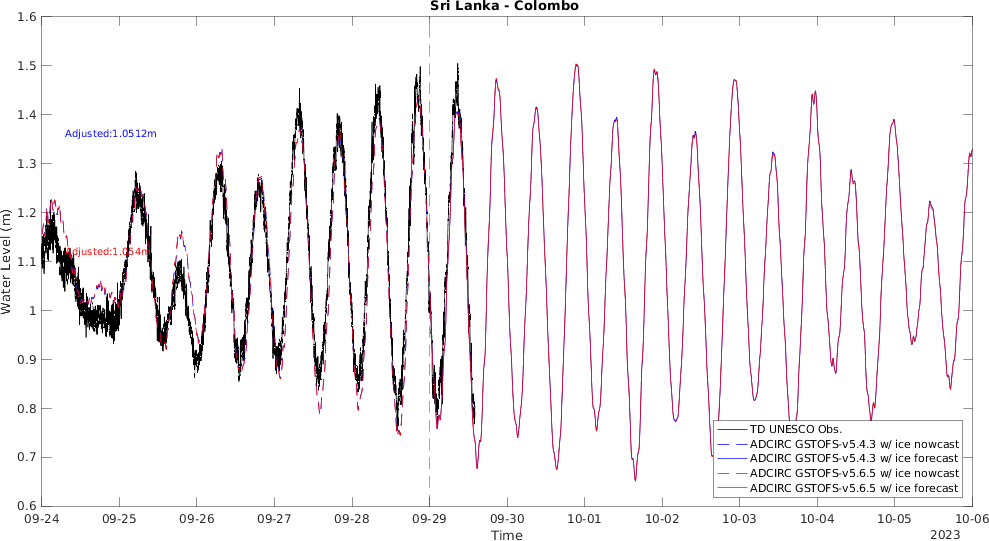 Sri Lanka - Colombo
Water Level (m)
1.6
1.5
1.4
1.3
1.2
1.1
1
0.9
0.8
0.7
0.6
Adjusted:1.0512m
Adjusted:1.054m
TD UNESCO Obs.
ADCIRC GSTOFS-v5.4.3 w/ ice nowcast
ADCIRC GSTOFS-v5.4.3 w/ ice forecast
ADCIRC GSTOFS-v5.6.5 w/ ice nowcast
ADCIRC GSTOFS-v5.6.5 w/ ice forecast
09-24 09-25 09-26 09-27 09-28 09-29 09-30 10-01 10-02 10-03 10-04 10-05 10-06
Time
2023